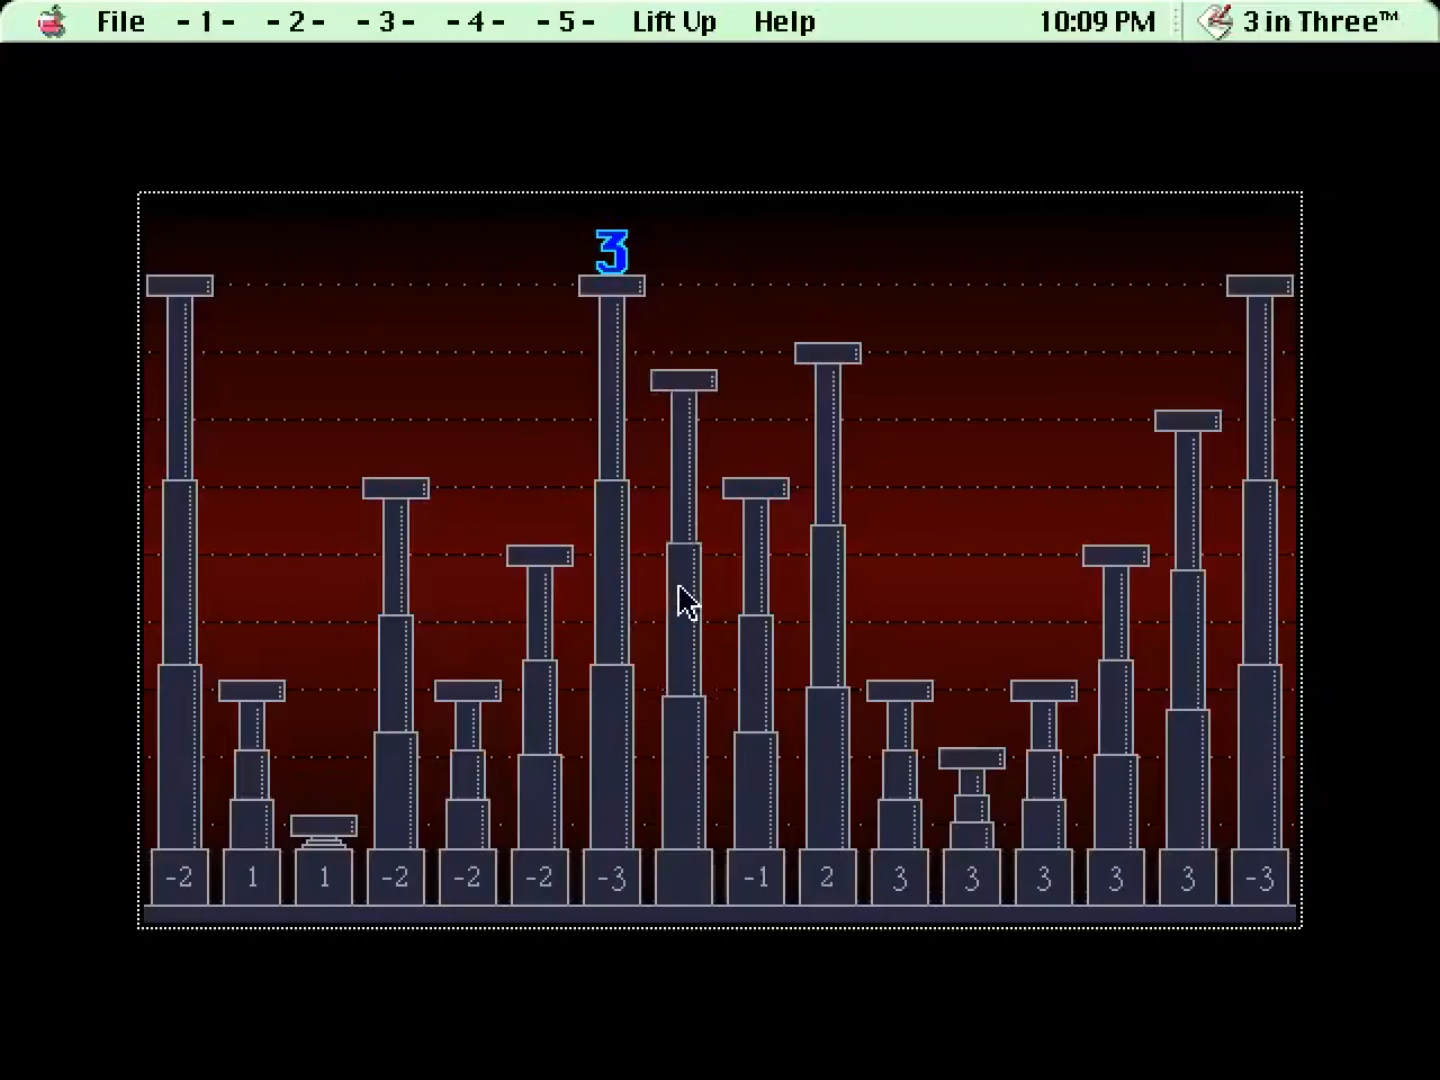 File - 1 - - 2 - - 3 - - 4 - - 5 - Lift Up Help 10:09 PM 3 in Three™
3
-2 1 1 -2 -2 -2 -3 -1 2 3 3 3 3 3 -3